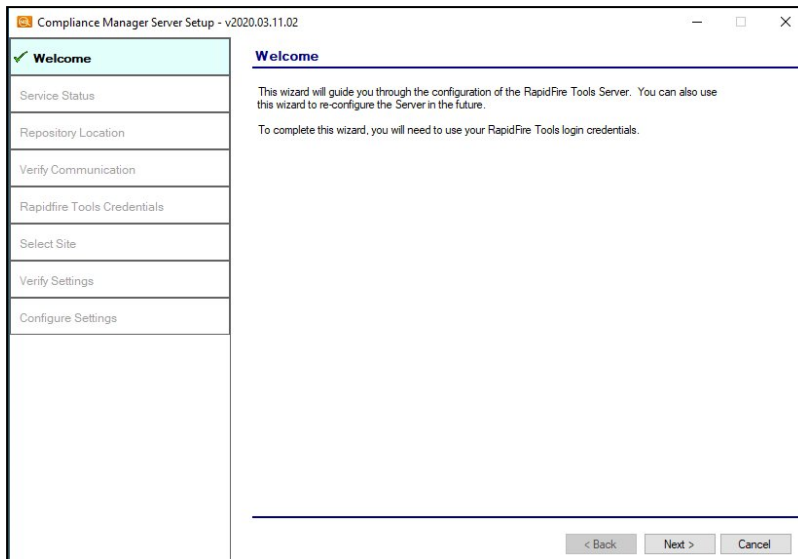 Compliance Manager Server Setup - v2020.03.11.02
Welcome
Service Status
Repository Location
Verify Communication
Rapidfire Tools Credentials
Select Site
Verify Settings
Configure Settings
Welcome
This wizard will guide you through the configuration of the RapidFire Tools Server. You can also use
this wizard to re-configure the Server in the future.
To complete this wizard, you will need to use your RapidFire Tools login credentials.
< Back
Next >
Cancel